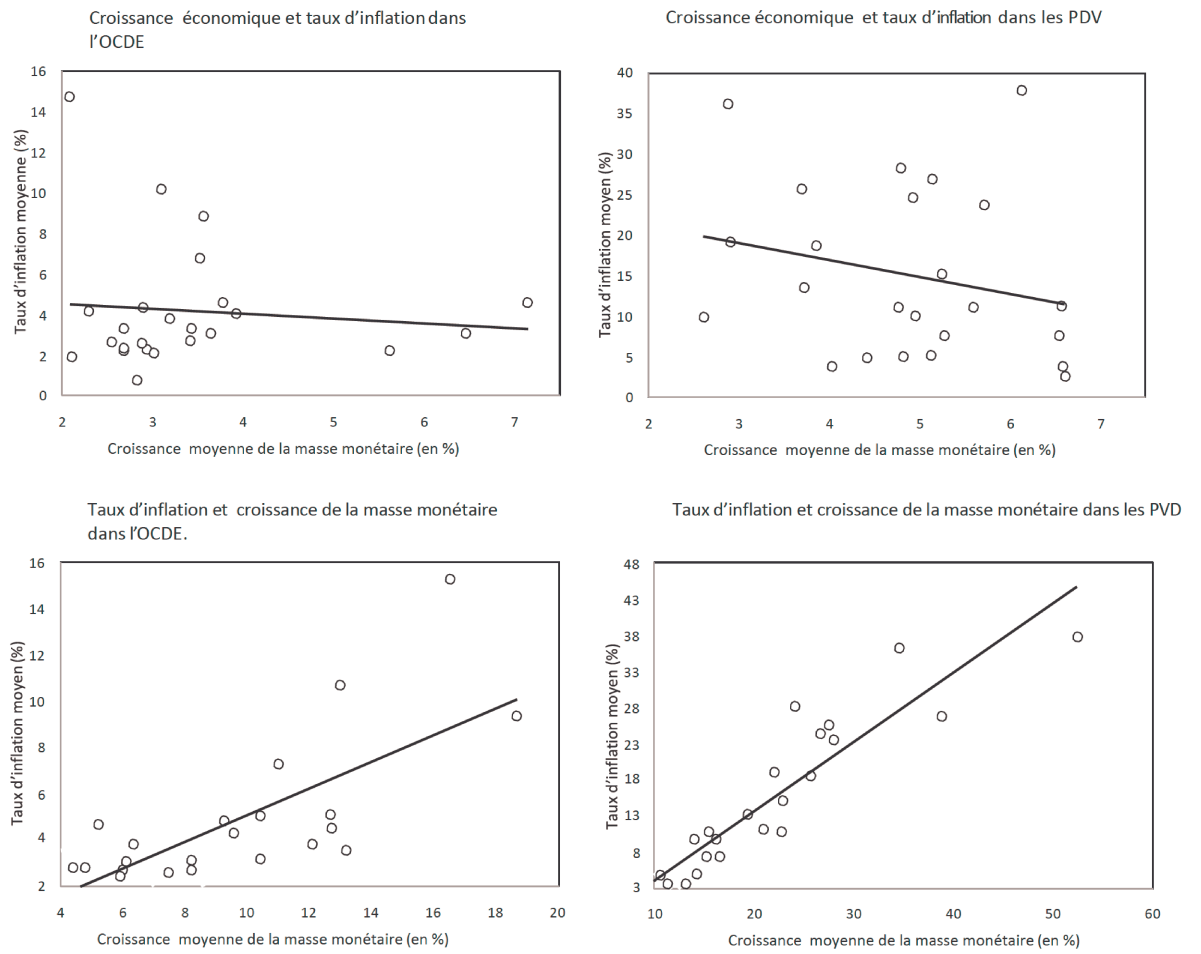 Croissance économique et taux d'inflation dans
l'OCDE
16
14
12
10
8
6
4
2
0
Taux d'inflation moyenne (%)
2 3 4 5 6 7
Croissance moyenne de la masse monétaire (en %)
Croissance économique et taux d'inflation dans les PDV
40
35
30
25
20
15
10
5
0
Taux d'inflation moyen (%)
2 3 4 5 6 7
Croissance moyenne de la masse monétaire (en %)
Taux d'inflation et croissance de la masse monétaire
dans l'OCDE.
16
14
12
10
8
6
4
2
Taux d'inflation moyen (%)
4 6 8 10 12 14 16 18 20
Croissance moyenne de la masse monétaire (en %)
Taux d'inflation et croissance de la masse monétaire dans les PVD
48
43
38
33
28
23
18
13
8
3
Taux d'inflation moyen (%)
10 20 30 40 50 60
Croissance moyenne de la masse monétaire (en %)